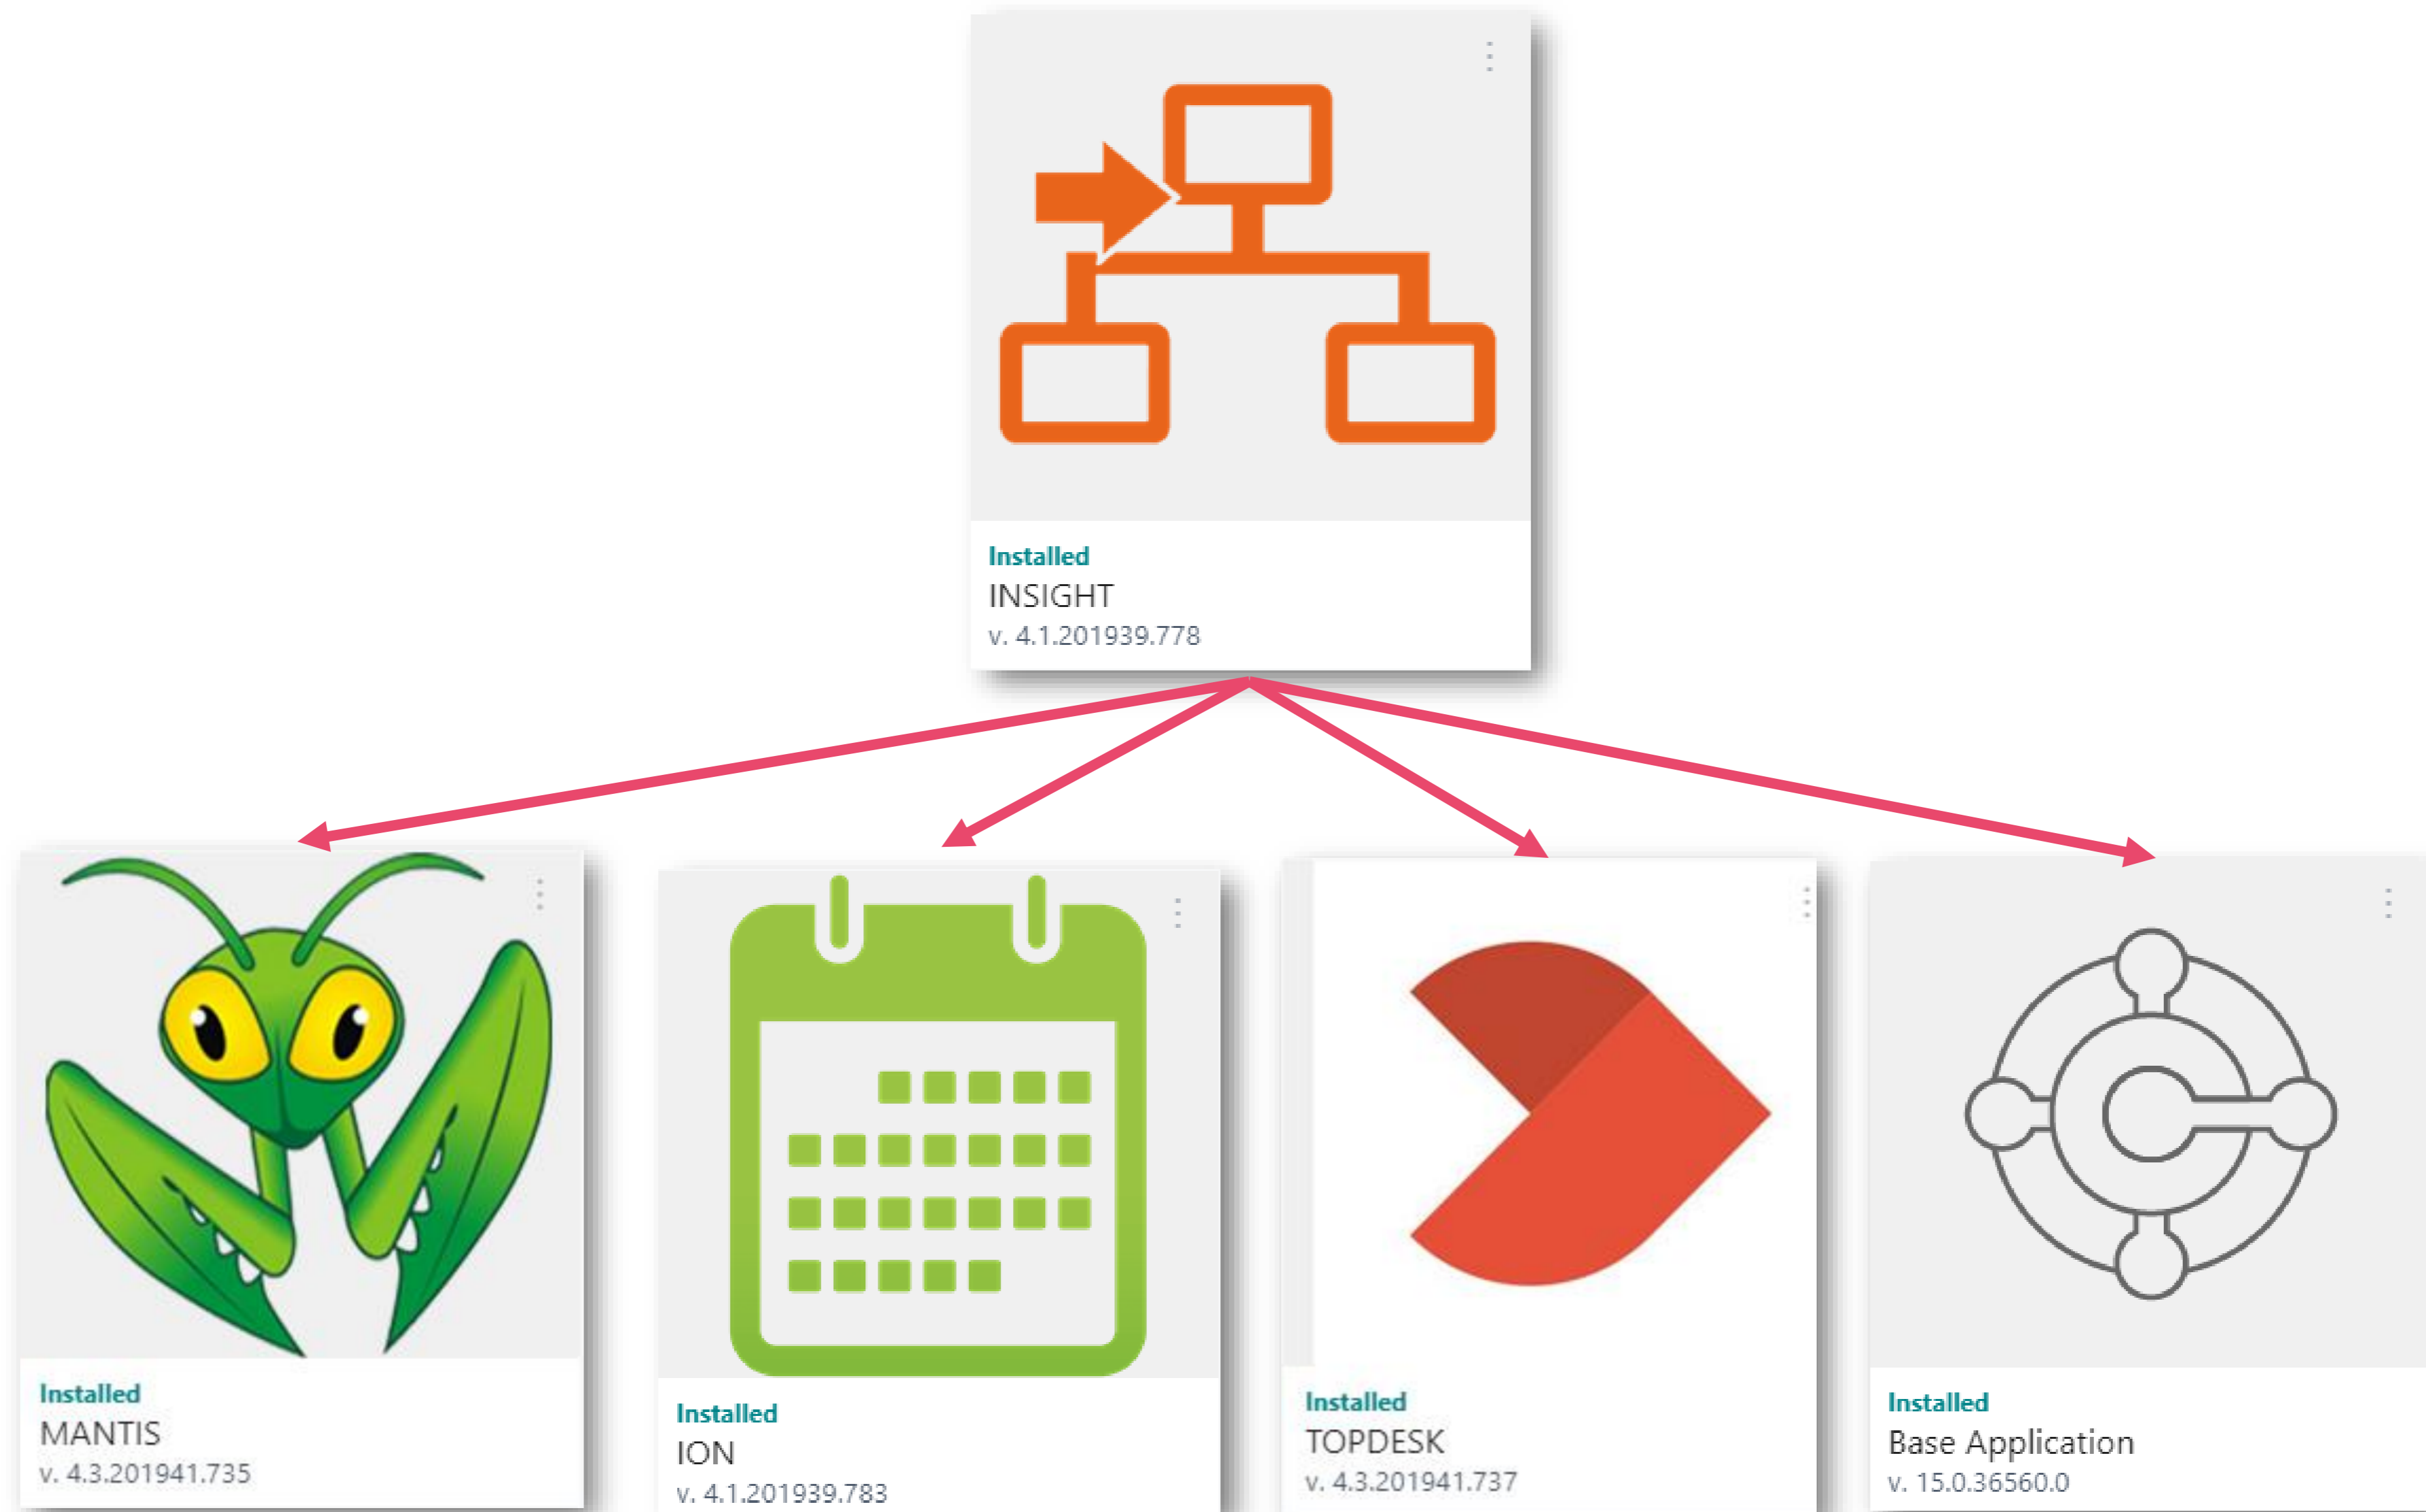 Installed
INSIGHT
v. 4.1.201939.778
Installed
MANTIS
v. 4.3.201941.735
Installed
ION
v. 4.1.201939.783
Installed
TOPDESK
v. 4.3.201941.737
Installed
Base Application
v. 15.0.36560.0